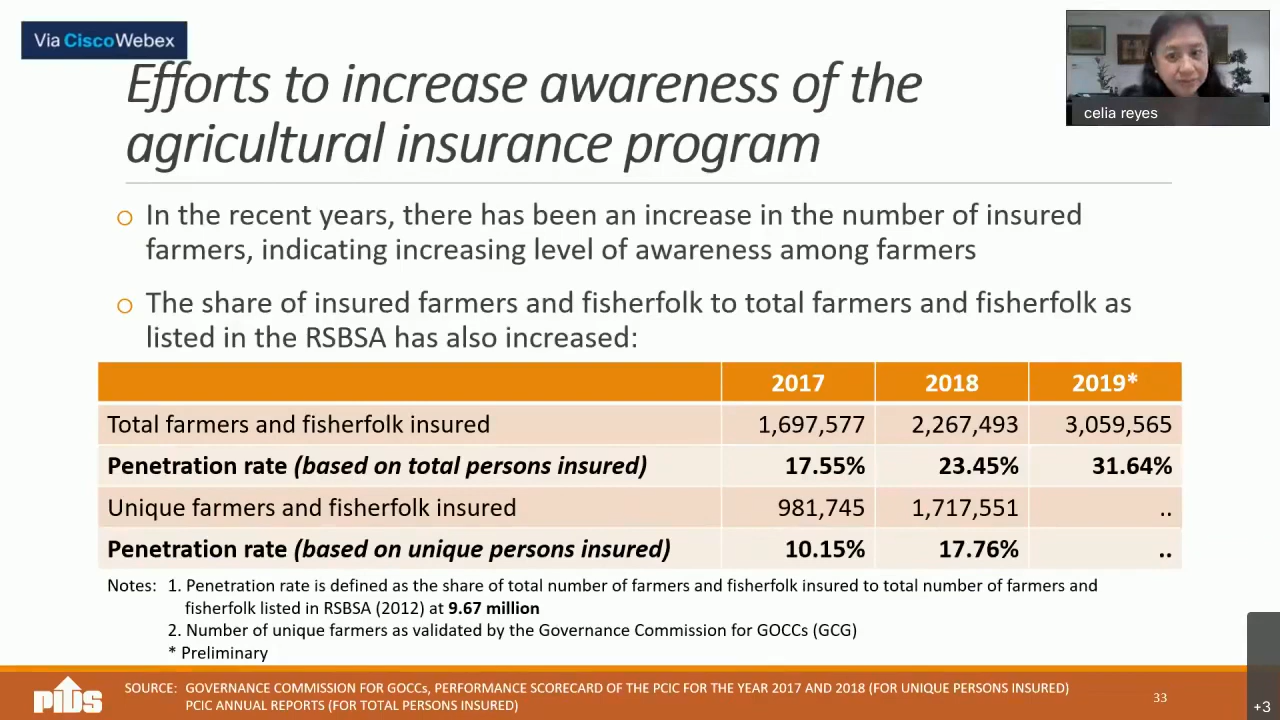 Via CiscoWebex
celia reyes
Efforts to increase awareness of the
agricultural insurance program
o In the recent years, there has been an increase in the number of insured
farmers, indicating increasing level of awareness among farmers
o The share of insured farmers and fisherfolk to total farmers and fisherfolk as
listed in the RSBSA has also increased:
2017 2018 2019*
Total farmers and fisherfolk insured 1,697,577 2,267,493 3,059,565
Penetration rate (based on total persons insured) 17.55% 23.45% 31.64%
Unique farmers and fisherfolk insured 981,745 1,717,551 ..
Penetration rate (based on unique persons insured) 10.15% 17.76% ..
Notes: 1. Penetration rate is defined as the share of total number of farmers and fisherfolk insured to total number of farmers and
fisherfolk listed in RSBSA (2012) at 9.67 million
2. Number of unique farmers as validated by the Governance Commission for GOCCs (GCG)
* Preliminary
PIDS
SOURCE: GOVERNANCE COMMISSION FOR GOCCs, PERFORMANCE SCORECARD OF THE PCIC FOR THE YEAR 2017 AND 2018 (FOR UNIQUE PERSONS INSURED)
PCIC ANNUAL REPORTS (FOR TOTAL PERSONS INSURED)
33
+3